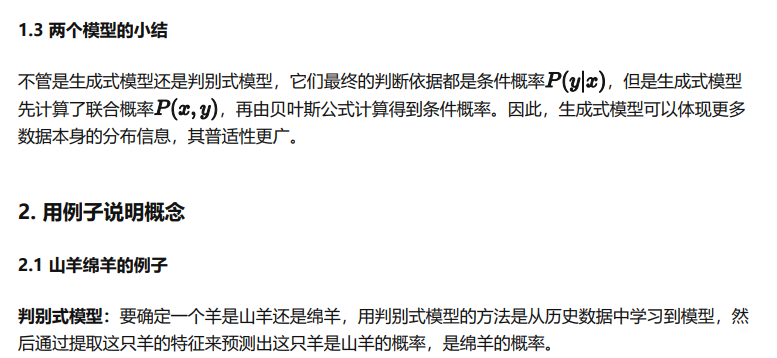 1.3 两个模型的小结
不管是生成式模型还是判别式模型，它们最终的判断依据都是条件概率P(y|x)，但是生成式模型
先计算了联合概率P(x,y)，再由贝叶斯公式计算得到条件概率。因此，生成式模型可以体现更多
数据本身的分布信息，其普适性更广。
2. 用例子说明概念
2.1 山羊绵羊的例子
判别式模型：要确定一个羊是山羊还是绵羊，用判别式模型的方法是从历史数据中学习到模型，然
后通过提取这只羊的特征来预测出这只羊是山羊的概率，是绵羊的概率。